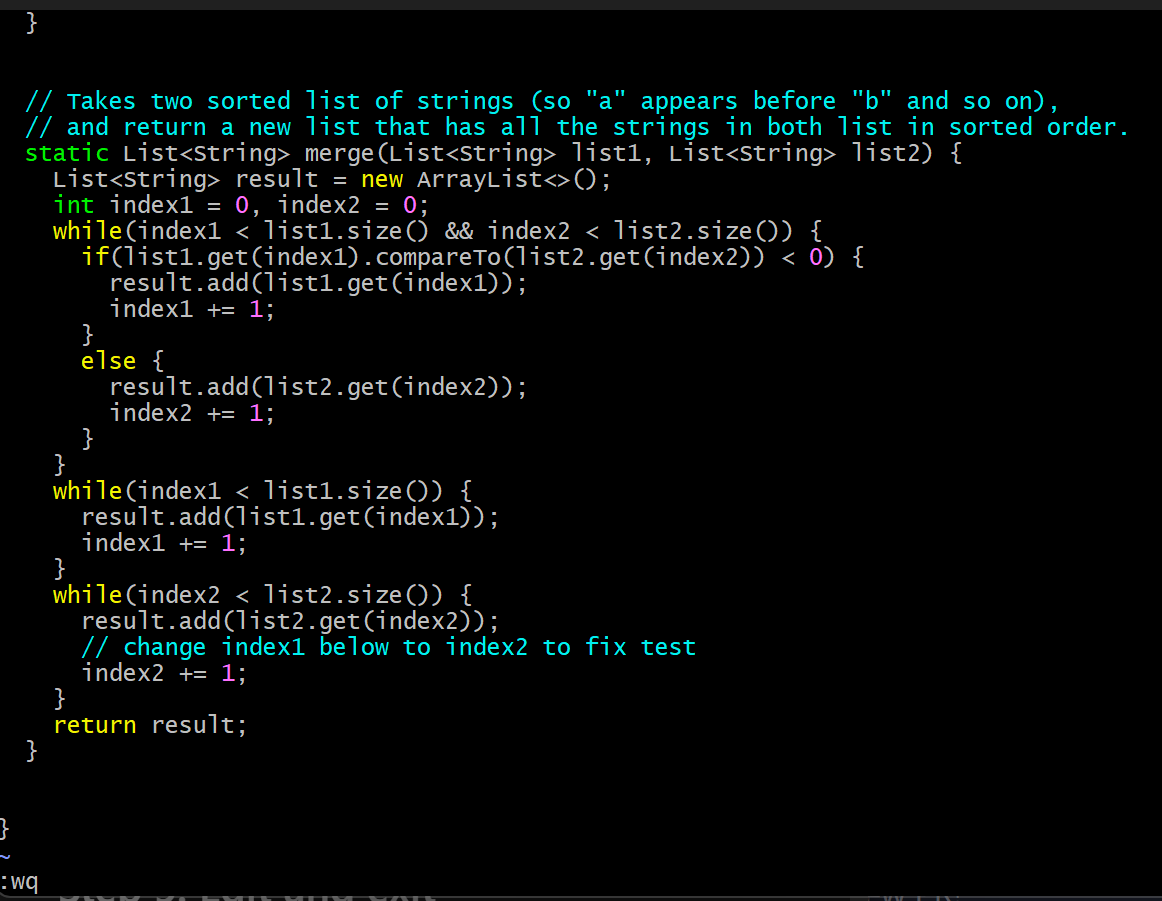 }
// Takes two sorted list of strings (so "a" appears before "b" and so on),
// and return a new list that has all the strings in both list in sorted order.
static List<String> merge(List<String> list1, List<String> list2) {
List<String> result = new ArrayList<>();
int index1 = 0, index2 = 0;
while(index1 < list1.size() && index2 < list2.size()) {
if(list1.get(index1).compareTo(list2.get(index2)) < 0) {
result.add(list1.get(index1));
index1 += 1;
}
else {
result.add(list2.get(index2));
index2 += 1;
}
}
while(index1 < list1.size()) {
result.add(list1.get(index1));
index1 += 1;
}
while(index2 < list2.size()) {
result.add(list2.get(index2));
// change index1 below to index2 to fix test
index2 += 1;
}
return result;
}
}
~
:wq